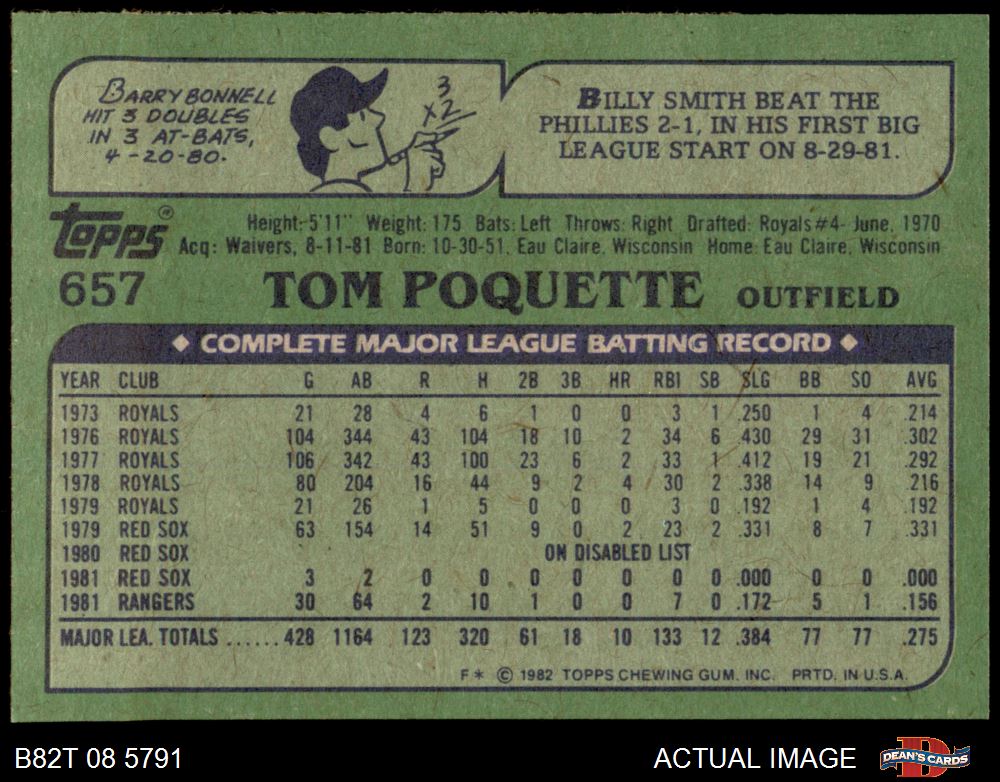 BARRY BONNELL
HIT 3 DOUBLES
IN 3 AT-BATS,
4-20-80.
3
X2
BILLY SMITH BEAT THE
PHILLIES 2-1, IN HIS FIRST BIG
LEAGUE START ON 8-29-81.
Topps ®
Height: 5'11" Weight: 175 Bats: Left Throws: Right Drafted: Royals #4- June, 1970
Acq: Waivers, 8-11-81 Born: 10-30-51, Eau Claire, Wisconsin Home: Eau Claire, Wisconsin
657 TOM POQUETTE OUTFIELD
◆ COMPLETE MAJOR LEAGUE BATTING RECORD ◆
YEAR CLUB G AB R H 2B 3B HR RBI SB SLG BB SO AVG
1973 ROYALS 21 28 4 6 1 0 0 3 1 .250 1 4 .214
1976 ROYALS 104 344 43 104 18 10 2 34 6 .430 29 31 .302
1977 ROYALS 106 342 43 100 23 6 2 33 1 .412 19 21 .292
1978 ROYALS 80 204 16 44 9 2 4 30 2 .338 14 9 .216
1979 ROYALS 21 26 1 5 0 0 0 3 0 .192 1 4 .192
1979 RED SOX 63 154 14 51 9 0 2 23 2 .331 8 7 .331
1980 RED SOX ON DISABLED LIST
1981 RED SOX 3 2 0 0 0 0 0 0 0 .000 0 0 .000
1981 RANGERS 30 64 2 10 1 0 0 7 0 .172 5 1 .156
MAJOR LEA. TOTALS ...... 428 1164 123 320 61 18 10 133 12 .384 77 77 .275
F* © 1982 TOPPS CHEWING GUM, INC. PRTD. IN U.S.A.
B82T 08 5791 ACTUAL IMAGE DEAN'S CARDS